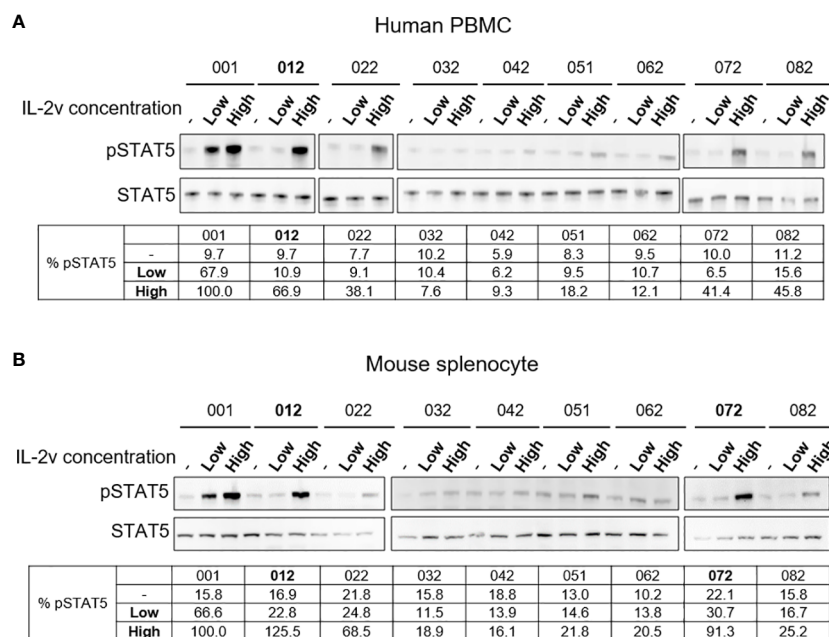 A
Human PBMC
001 012 022 032 042 051 062 072 082
IL-2v concentration - Low High - Low High - Low High - Low High - Low High - Low High - Low High - Low High - Low High
pSTAT5
STAT5
% pSTAT5 001 012 022 032 042 051 062 072 082
- 9.7 9.7 7.7 10.2 5.9 8.3 9.5 10.0 11.2
Low 67.9 10.9 9.1 10.4 6.2 9.5 10.7 6.5 15.6
High 100.0 66.9 38.1 7.6 9.3 18.2 12.1 41.4 45.8
B
Mouse splenocyte
001 012 022 032 042 051 062 072 082
IL-2v concentration - Low High - Low High - Low High - Low High - Low High - Low High - Low High - Low High - Low High
pSTAT5
STAT5
% pSTAT5 001 012 022 032 042 051 062 072 082
- 15.8 16.9 21.8 15.8 18.8 13.0 10.2 22.1 15.8
Low 66.6 22.8 24.8 11.5 13.9 14.6 13.8 30.7 16.7
High 100.0 125.5 68.5 18.9 16.1 21.8 20.5 91.3 25.2